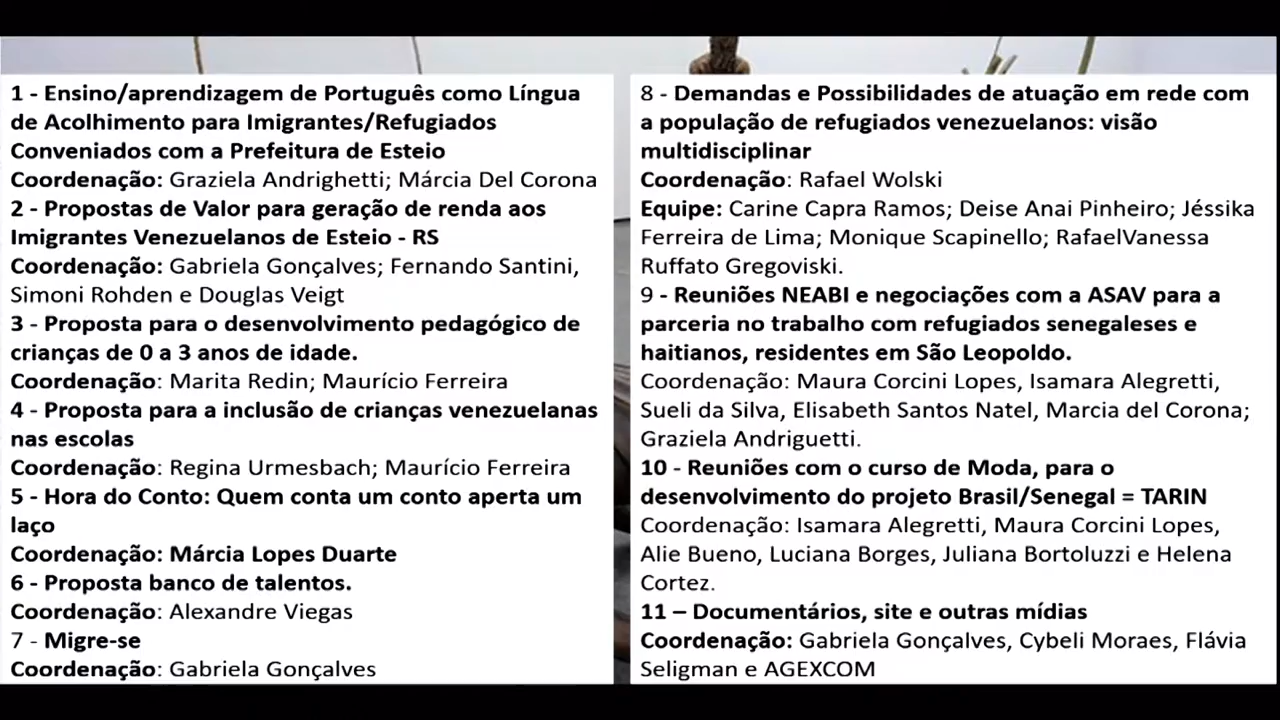 1 - Ensino/aprendizagem de Português como Língua
de Acolhimento para Imigrantes/Refugiados
Conveniados com a Prefeitura de Esteio
Coordenação: Graziela Andrighetti; Márcia Del Corona
2 - Propostas de Valor para geração de renda aos
Imigrantes Venezuelanos de Esteio - RS
Coordenação: Gabriela Gonçalves; Fernando Santini,
Simoni Rohden e Douglas Veigt
3 - Proposta para o desenvolvimento pedagógico de
crianças de 0 a 3 anos de idade.
Coordenação: Marita Redin; Maurício Ferreira
4 - Proposta para a inclusão de crianças venezuelanas
nas escolas
Coordenação: Regina Urmesbach; Maurício Ferreira
5 - Hora do Conto: Quem conta um conto aperta um
laço
Coordenação: Márcia Lopes Duarte
6 - Proposta banco de talentos.
Coordenação: Alexandre Viegas
7 - Migre-se
Coordenação: Gabriela Gonçalves
8 - Demandas e Possibilidades de atuação em rede com
a população de refugiados venezuelanos: visão
multidisciplinar
Coordenação: Rafael Wolski
Equipe: Carine Capra Ramos; Deise Anai Pinheiro; Jéssika
Ferreira de Lima; Monique Scapinello; RafaelVanessa
Ruffato Gregoviski.
9 - Reuniões NEABI e negociações com a ASAV para a
parceria no trabalho com refugiados senegaleses e
haitianos, residentes em São Leopoldo.
Coordenação: Maura Corcini Lopes, Isamara Alegretti,
Sueli da Silva, Elisabeth Santos Natel, Marcia del Corona;
Graziela Andriguetti.
10 - Reuniões com o curso de Moda, para o
desenvolvimento do projeto Brasil/Senegal = TARIN
Coordenação: Isamara Alegretti, Maura Corcini Lopes,
Alie Bueno, Luciana Borges, Juliana Bortoluzzi e Helena
Cortez.
11 – Documentários, site e outras mídias
Coordenação: Gabriela Gonçalves, Cybeli Moraes, Flávia
Seligman e AGEXCOM